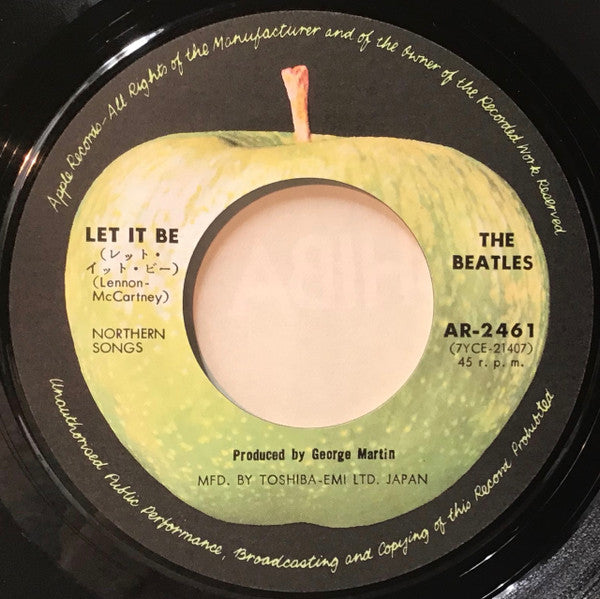 Apple Records-All Rights of the Manufacturer and of the Owner of the Recorded Work Reserved
LET IT BE
(レット・
イット・ビー)
(Lennon-
McCartney)
NORTHERN
SONGS
THE
BEATLES
AR-2461
(7YCE-21407)
45 r. p. m.
Produced by George Martin
MFD. BY TOSHIBA-EMI LTD. JAPAN
Unauthorised Public Performance, Broadcasting and Copying of this Record Prohibited